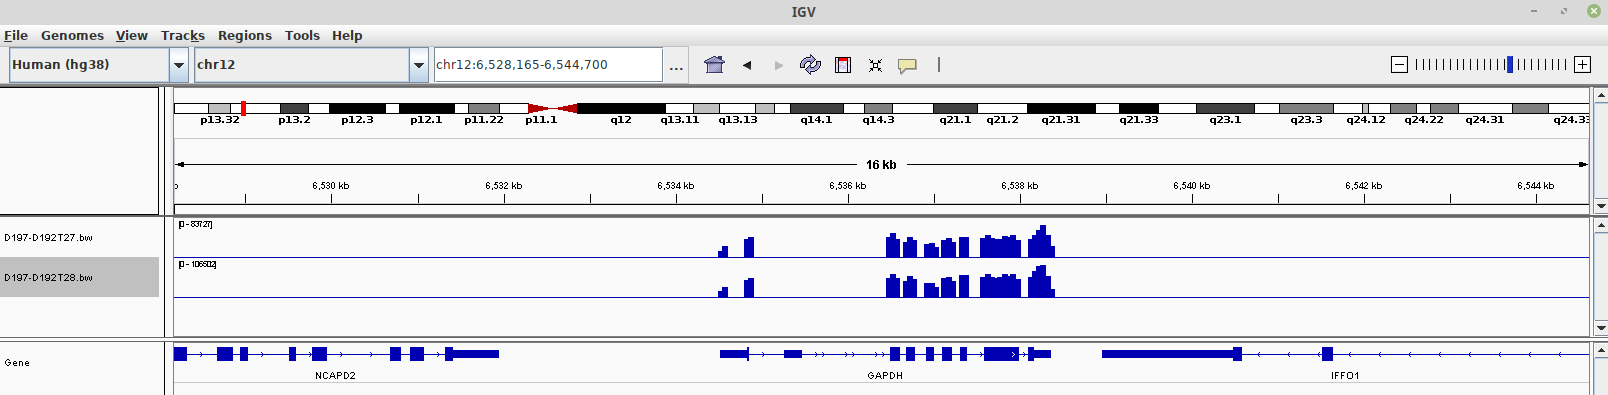 IGV
File Genomes View Tracks Regions Tools Help
Human (hg38) chr12 chr12:6,528,165-6,544,700 ...
p13.32 p13.2 p12.3 p12.1 p11.22 p11.1 q12 q13.11 q13.13 q14.1 q14.3 q21.1 q21.2 q21.31 q21.33 q23.1 q23.3 q24.12 q24.22 q24.31 q24.33
16 kb
6,530 kb 6,532 kb 6,534 kb 6,536 kb 6,538 kb 6,540 kb 6,542 kb 6,544 kb
[0 - 83727]
D197-D192T27.bw
[0 - 106502]
D197-D192T28.bw
Gene
NCAPD2 GAPDH IFFO1